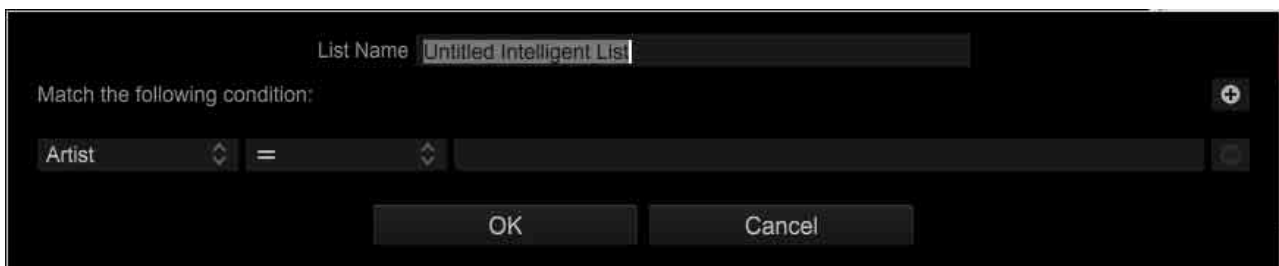 List Name Untitled Intelligent List
Match the following condition:
Artist =
OK Cancel